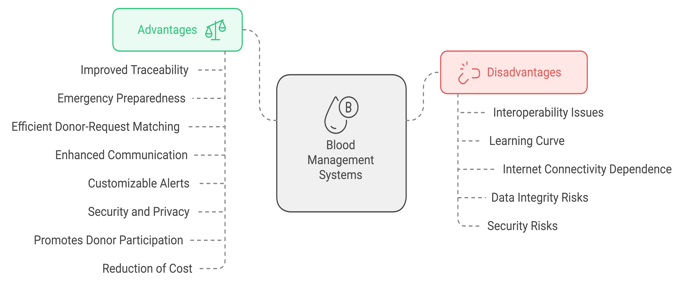 Advantages
Improved Traceability
Emergency Preparedness
Efficient Donor-Request Matching
Enhanced Communication
Customizable Alerts
Security and Privacy
Promotes Donor Participation
Reduction of Cost
B
Blood
Management
Systems
Disadvantages
Interoperability Issues
Learning Curve
Internet Connectivity Dependence
Data Integrity Risks
Security Risks